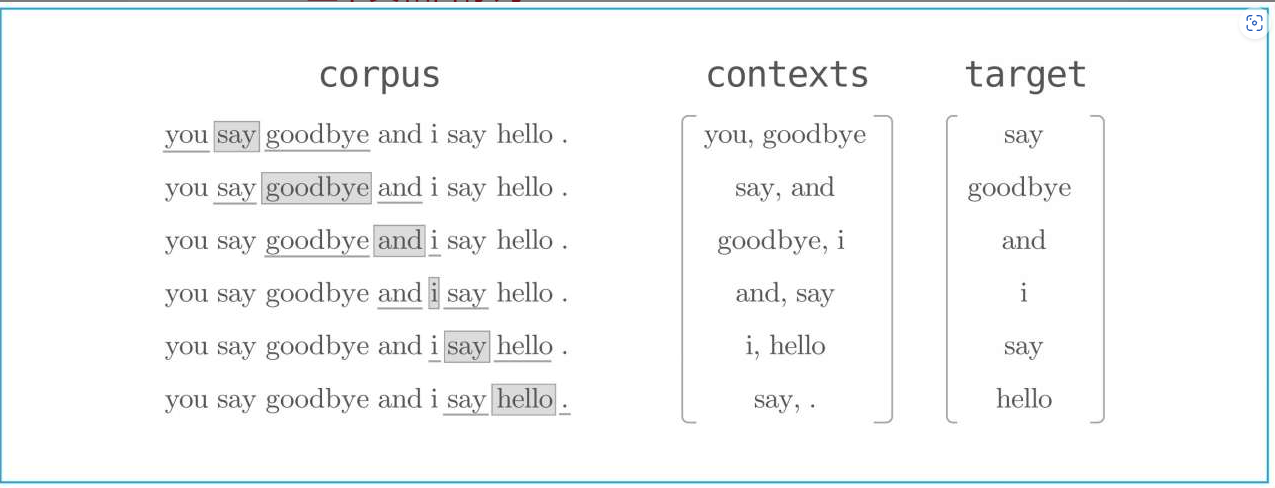 corpus contexts target
you say goodbye and i say hello . you, goodbye say
you say goodbye and i say hello . say, and goodbye
you say goodbye and i say hello . goodbye, i and
you say goodbye and i say hello . and, say i
you say goodbye and i say hello . i, hello say
you say goodbye and i say hello . say, . hello